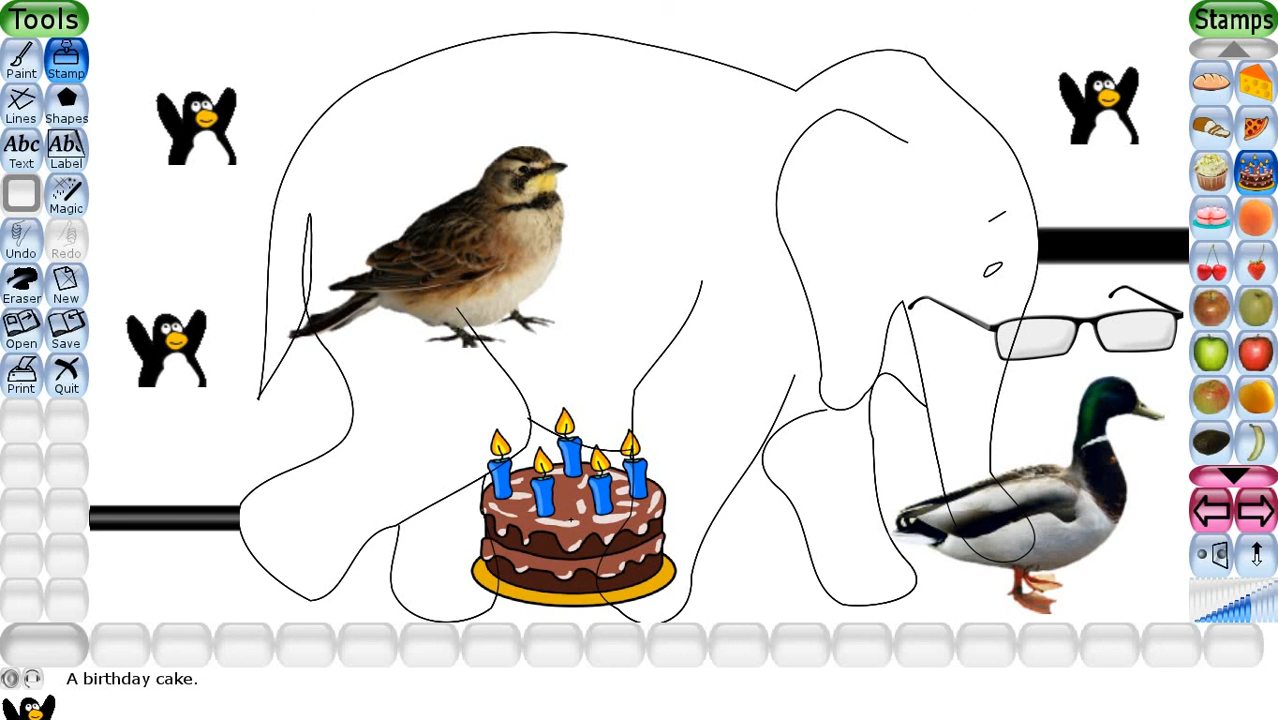 Tools
Stamps
Paint
Stamp
Lines
Shapes
Abc
Text
Abc
Label
Magic
Undo
Redo
Eraser
New
Open
Save
Print
Quit
A birthday cake.